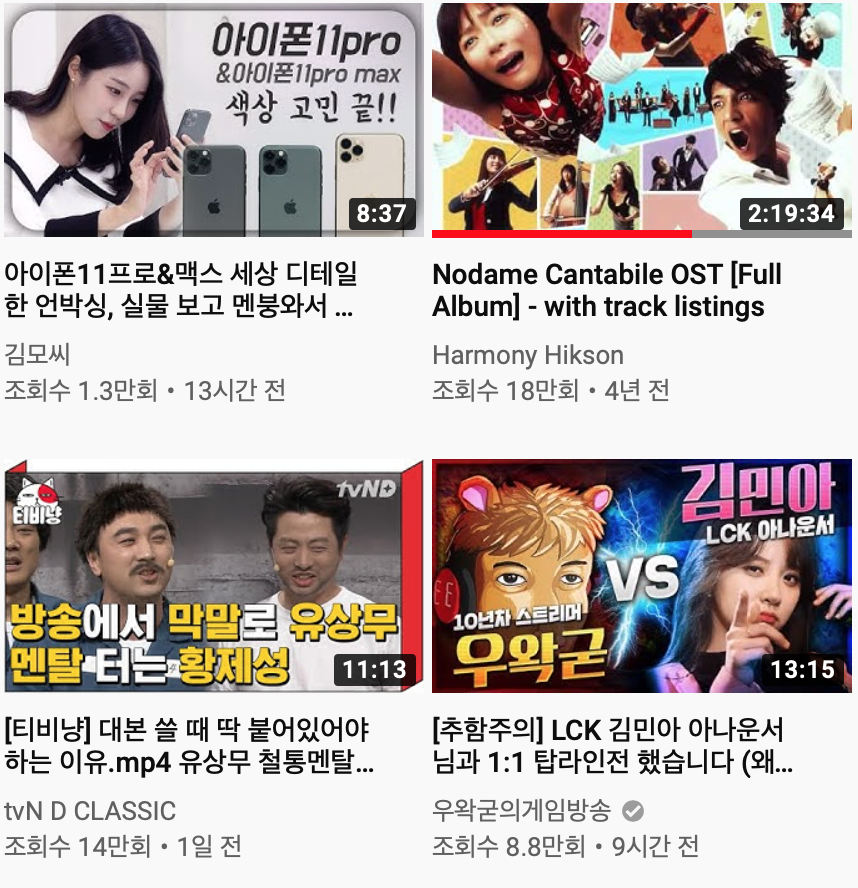 아이폰11pro
&아이폰11pro max
색상 고민 끝!!
8:37
2:19:34
아이폰11프로&맥스 세상 디테일
한 언박싱, 실물 보고 멘붕와서 ...
김모씨
조회수 1.3만회 • 13시간 전
Nodame Cantabile OST [Full
Album] - with track listings
Harmony Hikson
조회수 18만회 • 4년 전
티비냥
tvND
방송에서 막말로 유상무
멘탈 터는 황제성
11:13
김민아
LCK 아나운서
VS
10년차 스트리머
우왁굳
13:15
[티비냥] 대본 쓸 때 딱 붙어있어야
하는 이유.mp4 유상무 철통멘탈...
tvN D CLASSIC
조회수 14만회 • 1일 전
[추함주의] LCK 김민아 아나운서
님과 1:1 탑라인전 했습니다 (왜...
우왁굳의게임방송
조회수 8.8만회 • 9시간 전